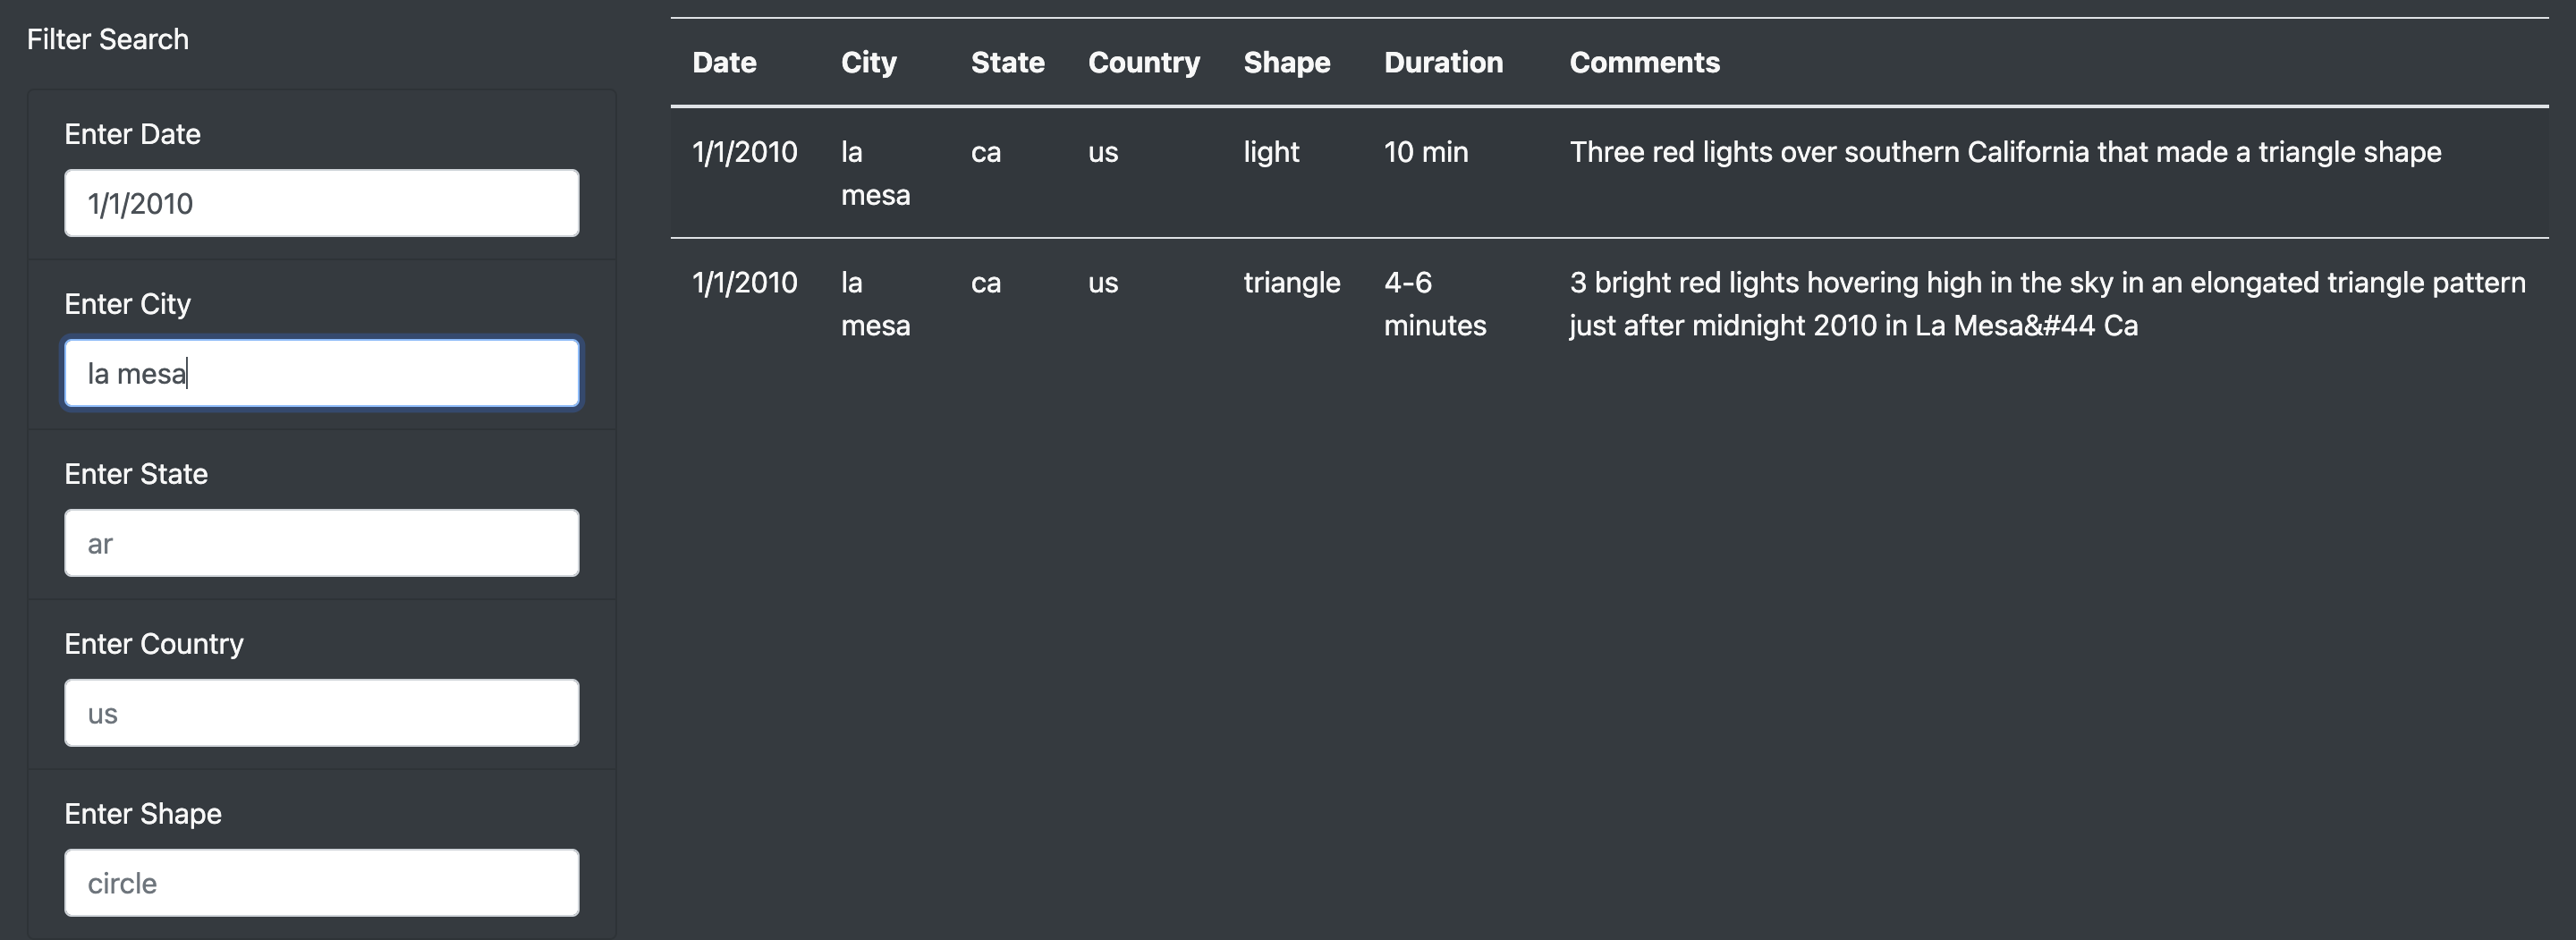 Filter Search
Enter Date
1/1/2010
Enter City
la mesa
Enter State
ar
Enter Country
us
Enter Shape
circle
Date City State Country Shape Duration Comments
1/1/2010 la ca us light 10 min Three red lights over southern California that made a triangle shape
mesa
1/1/2010 la ca us triangle 4-6 3 bright red lights hovering high in the sky in an elongated triangle pattern
mesa minutes just after midnight 2010 in La Mesa&#44 Ca